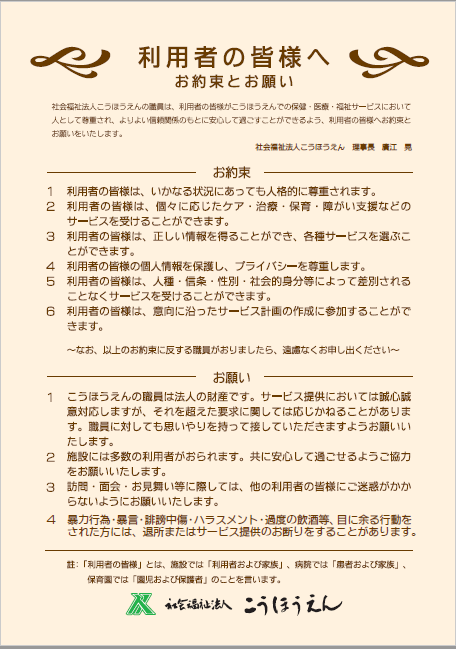 利用者の皆様へ
お約束とお願い
社会福祉法人こうほうえんの職員は、利用者の皆様がこうほうえんでの保健・医療・福祉サービスにおいて
人として尊重され、よりよい信頼関係のもとに安心して過ごすことができるよう、利用者の皆様へお約束と
お願いをいたします。
社会福祉法人こうほうえん 理事長 廣江 晃
お約束
1 利用者の皆様は、いかなる状況にあっても人格的に尊重されます。
2 利用者の皆様は、個々に応じたケア・治療・保育・障がい支援などの
サービスを受けることができます。
3 利用者の皆様は、正しい情報を得ることができ、各種サービスを選ぶこ
とができます。
4 利用者の皆様の個人情報を保護し、プライバシーを尊重します。
5 利用者の皆様は、人種・信条・性別・社会的身分等によって差別される
ことなくサービスを受けることができます。
6 利用者の皆様は、意向に沿ったサービス計画の作成に参加することがで
きます。
～なお、以上のお約束に反する職員がおりましたら、遠慮なくお申し出ください～
お願い
1 こうほうえんの職員は法人の財産です。サービス提供においては誠心誠
意対応しますが、それを超えた要求に関しては応じかねることがありま
す。職員に対しても思いやりを持って接していただきますようお願いい
たします。
2 施設には多数の利用者がおられます。共に安心して過ごせるようご協力
をお願いいたします。
3 訪問・面会・お見舞い等に際しては、他の利用者の皆様にご迷惑がかか
らないようにお願いいたします。
4 暴力行為・暴言・誹謗中傷・ハラスメント・過度の飲酒等、目に余る行動を
された方には、退所またはサービス提供のお断りをすることがあります。
註：「利用者の皆様」とは、施設では「利用者および家族」、病院では「患者および家族」、
保育園では「園児および保護者」のことを言います。
社会福祉法人 こうほうえん